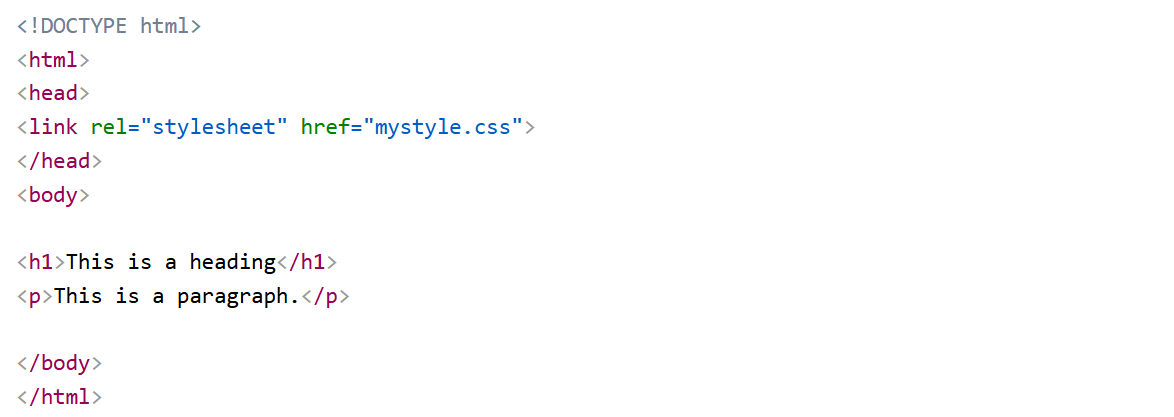 <!DOCTYPE html>
<html>
<head>
<link rel="stylesheet" href="mystyle.css">
</head>
<body>
<h1>This is a heading</h1>
<p>This is a paragraph.</p>
</body>
</html>